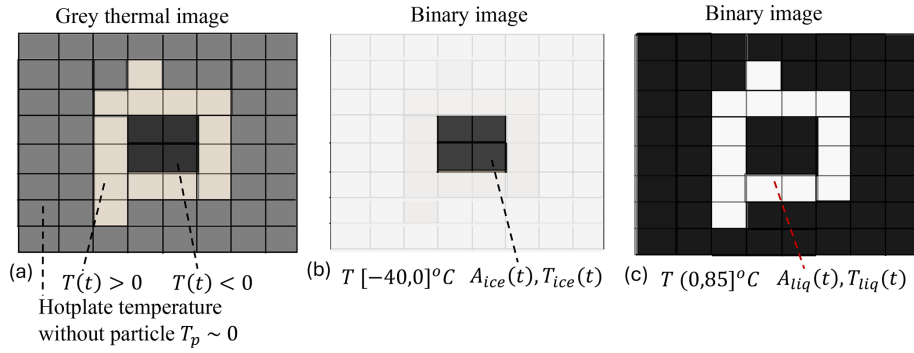 Grey thermal image
Binary image
Binary image
(a)
T(t) > 0
T(t) < 0
Hotplate temperature
without particle T_p ~ 0
(b)
T [−40,0]°C
A_ice(t), T_ice(t)
(c)
T (0,85]°C
A_liq(t), T_liq(t)